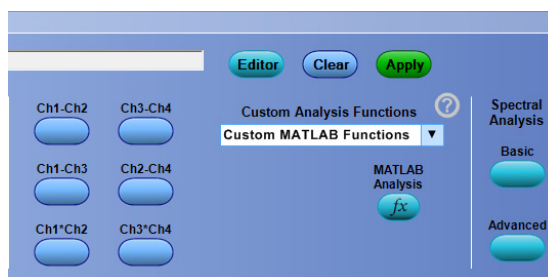 Editor Clear Apply
Ch1-Ch2 Ch3-Ch4 Custom Analysis Functions ? Spectral
Analysis
Custom MATLAB Functions
Basic
Ch1-Ch3 Ch2-Ch4 MATLAB
Analysis
fx
Ch1*Ch2 Ch3*Ch4 Advanced